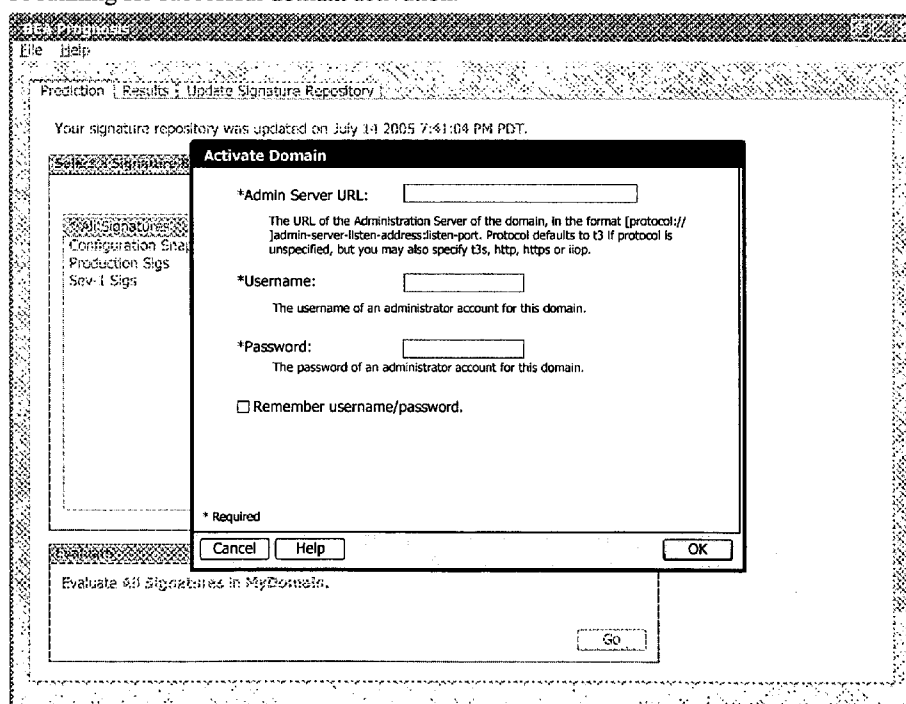 BEA Prognosis
File Help
Prediction Results Update Signature Repository
Your signature repository was updated on July 14 2005 7:41:04 PM PDT.
Activate Domain
Select a Signature
*Admin Server URL:
The URL of the Administration Server of the domain, in the format [protocol://
]admin-server-listen-address:listen-port. Protocol defaults to t3 if protocol is
unspecified, but you may also specify t3s, http, https or iiop.
All Signatures
Configuration Snap
Production Sigs
Sev-1 Sigs
*Username:
The username of an administrator account for this domain.
*Password:
The password of an administrator account for this domain.
Remember username/password.
* Required
Cancel Help OK
Evaluate
Evaluate All Signatures in MyDomain.
Go